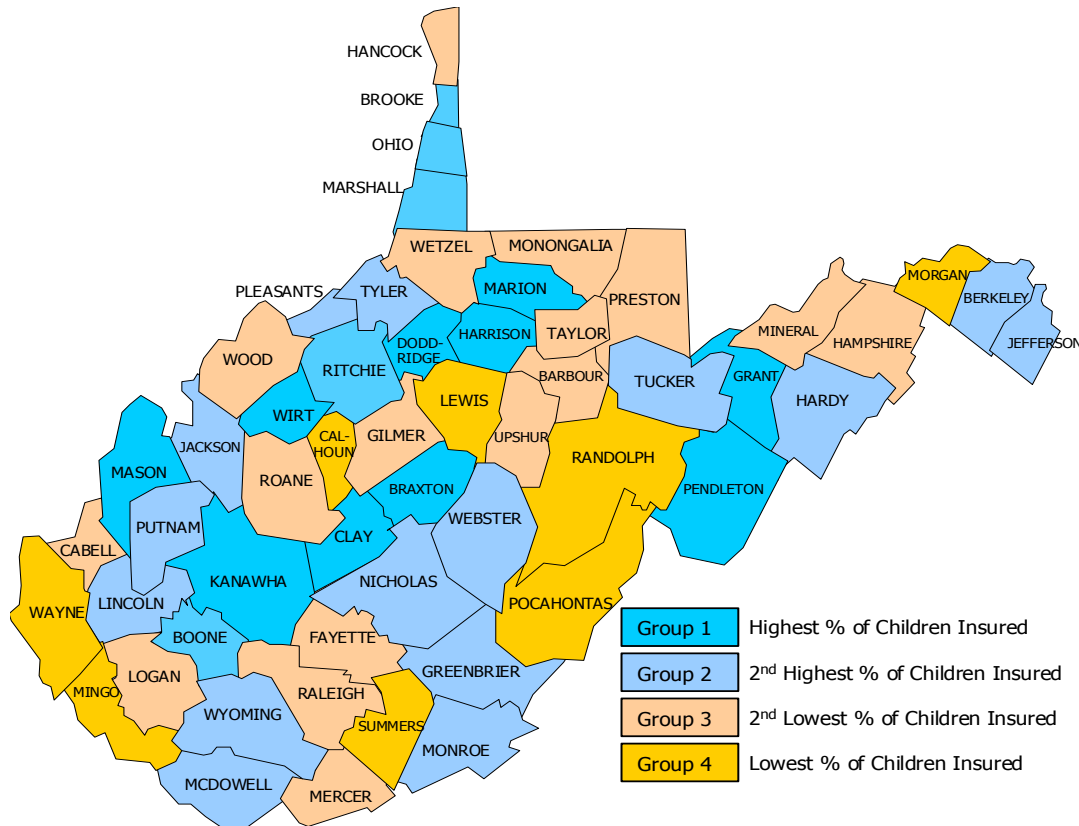 HANCOCK
BROOKE
OHIO
MARSHALL
WETZEL
MONONGALIA
MARION
PRESTON
MORGAN
BERKELEY
JEFFERSON
PLEASANTS
TYLER
MINERAL
HAMPSHIRE
WOOD
RITCHIE
DODD-
RIDGE
HARRISON
TAYLOR
BARBOUR
TUCKER
GRANT
HARDY
WIRT
LEWIS
JACKSON
CAL-
HOUN
GILMER
UPSHUR
RANDOLPH
MASON
ROANE
BRAXTON
PENDLETON
PUTNAM
CLAY
WEBSTER
CABELL
KANAWHA
NICHOLAS
WAYNE
LINCOLN
POCAHONTAS
BOONE
FAYETTE
LOGAN
GREENBRIER
MINGO
RALEIGH
WYOMING
SUMMERS
MONROE
MCDOWELL
MERCER
Group 1 Highest % of Children Insured
Group 2 2nd Highest % of Children Insured
Group 3 2nd Lowest % of Children Insured
Group 4 Lowest % of Children Insured